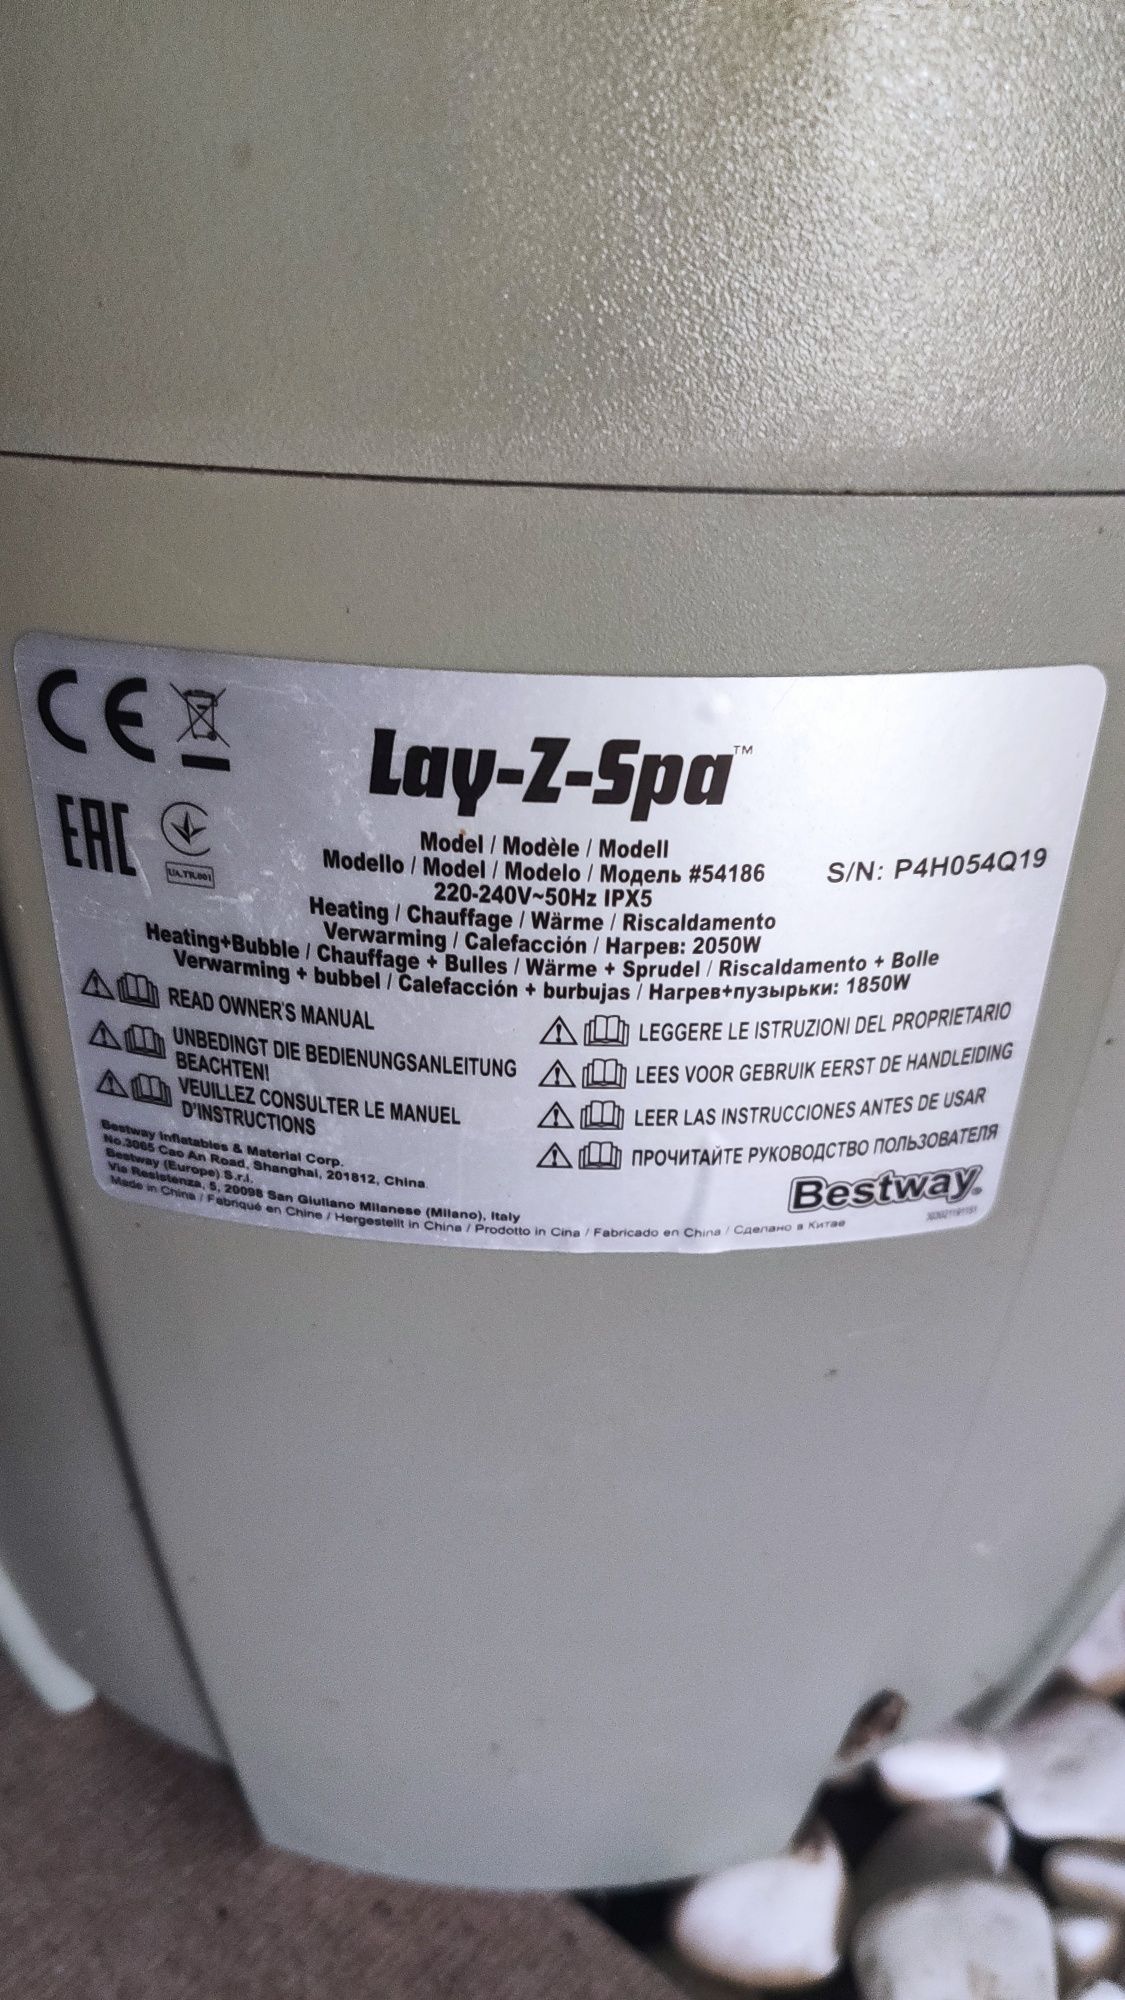 CE
EAC
UA.TR.001
Lay-Z-Spa™
Model / Modèle / Modell
Modello / Model / Modelo / Модель #54186
S/N: P4H054Q19
220-240V~50Hz IPX5
Heating / Chauffage / Wärme / Riscaldamento
Verwarming / Calefacción / Нагрев: 2050W
Heating+Bubble / Chauffage + Bulles / Wärme + Sprudel / Riscaldamento + Bolle
Verwarming + bubbel / Calefacción + burbujas / Нагрев+пузырьки: 1850W
READ OWNER'S MANUAL
UNBEDINGT DIE BEDIENUNGSANLEITUNG
BEACHTEN!
VEUILLEZ CONSULTER LE MANUEL
D'INSTRUCTIONS
LEGGERE LE ISTRUZIONI DEL PROPRIETARIO
LEES VOOR GEBRUIK EERST DE HANDLEIDING
LEER LAS INSTRUCCIONES ANTES DE USAR
ПРОЧИТАЙТЕ РУКОВОДСТВО ПОЛЬЗОВАТЕЛЯ
Bestway Inflatables & Material Corp.
No.3065 Cao An Road, Shanghai, 201812, China
Bestway (Europe) S.r.l.
Via Resistenza, 5, 20098 San Giuliano Milanese (Milano), Italy
Made in China / Fabriqué en Chine / Hergestellt in China / Prodotto in Cina / Fabricado en China / Сделано в Китае
Bestway®